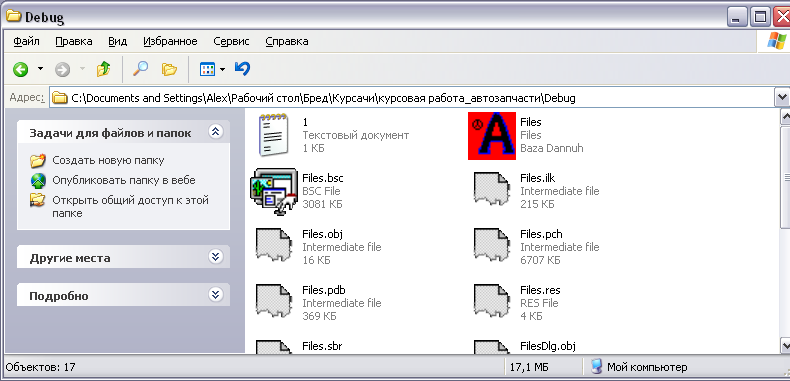 Debug
Файл Правка Вид Избранное Сервис Справка
Адрес: C:\Documents and Settings\Alex\Рабочий стол\Бред\Курсачи\курсовая работа_автозапчасти\Debug
Задачи для файлов и папок
Создать новую папку
Опубликовать папку в вебе
Открыть общий доступ к этой
папке
Другие места
Подробно
1
Текстовый документ
1 КБ
Files
Files
Baza Dannuh
Files.bsc
BSC File
3081 КБ
Files.ilk
Intermediate file
215 КБ
Files.obj
Intermediate file
16 КБ
Files.pch
Intermediate file
6707 КБ
Files.pdb
Intermediate file
369 КБ
Files.res
RES File
4 КБ
Files.sbr
FilesDlg.obj
Объектов: 17
17,1 МБ
Мой компьютер